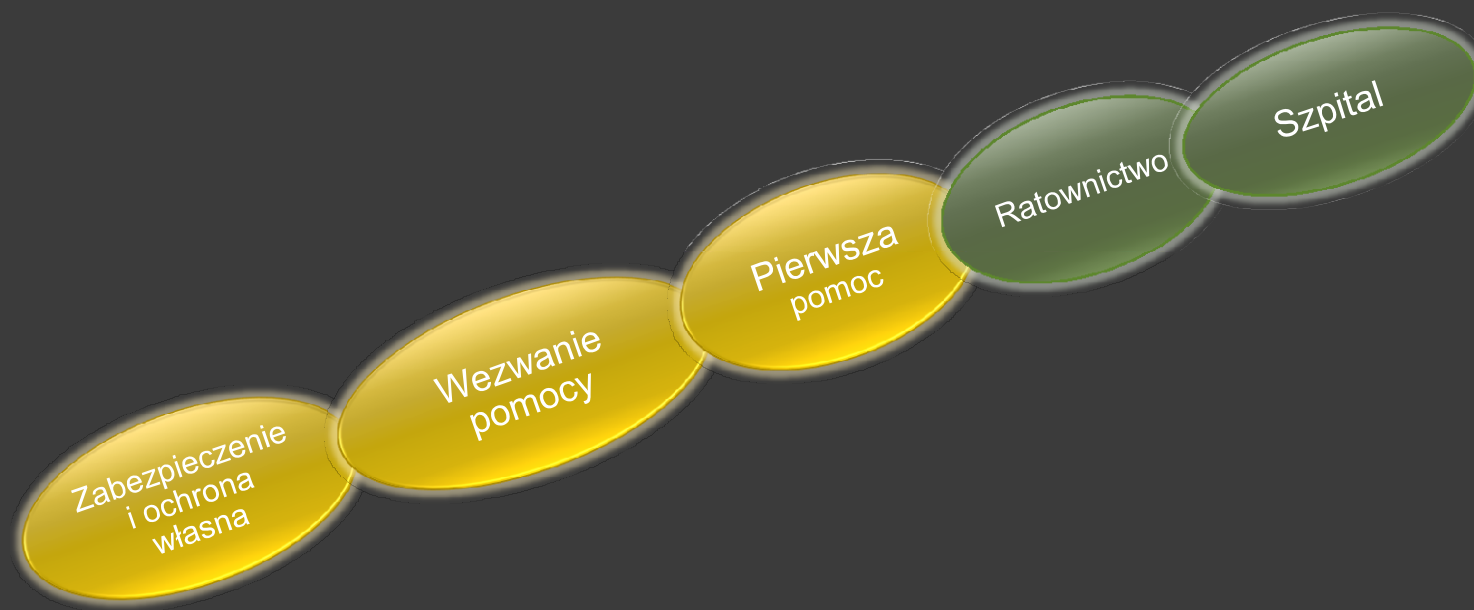 Zabezpieczenie
i ochrona
własna
Wezwanie
pomocy
Pierwsza
pomoc
Ratownictwo
Szpital